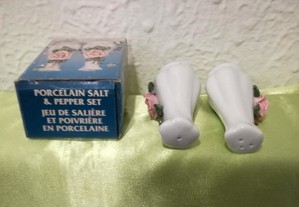 PORCELAIN SALT
& PEPPER SET
JEU DE SALIÈRE
ET POIVRIÈRE
EN PORCELAINE